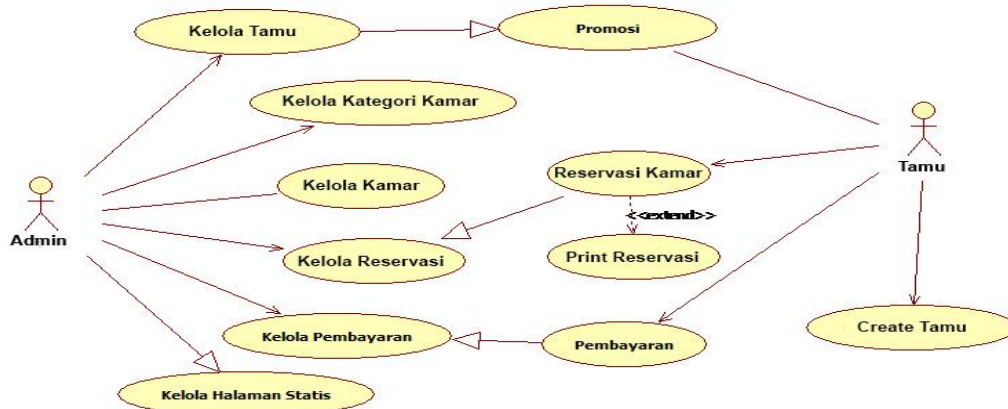 Kelola Tamu
Promosi
Kelola Kategori Kamar
Kelola Kamar
Reservasi Kamar
Tamu
Admin
<<extend>>
Kelola Reservasi
Print Reservasi
Kelola Pembayaran
Pembayaran
Create Tamu
Kelola Halaman Statis